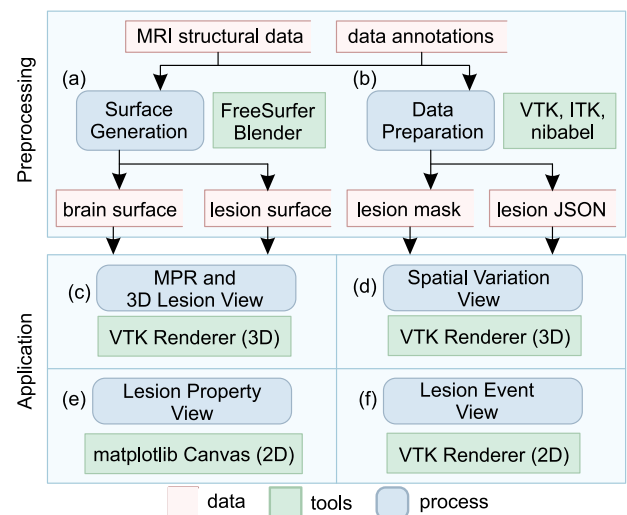 MRI structural data
data annotations
Preprocessing
(a)
Surface
Generation
FreeSurfer
Blender
(b)
Data
Preparation
VTK, ITK,
nibabel
brain surface
lesion surface
lesion mask
lesion JSON
Application
(c)
MPR and
3D Lesion View
VTK Renderer (3D)
(d)
Spatial Variation
View
VTK Renderer (3D)
(e)
Lesion Property
View
matplotlib Canvas (2D)
(f)
Lesion Event
View
VTK Renderer (2D)
data
tools
process